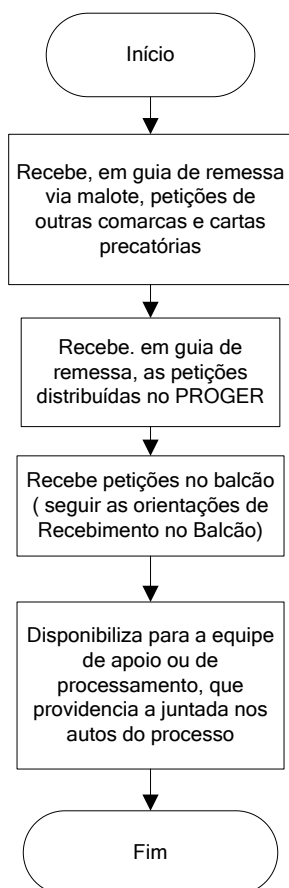 Início
Recebe, em guia de remessa
via malote, petições de
outras comarcas e cartas
precatórias
Recebe. em guia de
remessa, as petições
distribuídas no PROGER
Recebe petições no balcão
( seguir as orientações de
Recebimento no Balcão)
Disponibiliza para a equipe
de apoio ou de
processamento, que
providencia a juntada nos
autos do processo
Fim